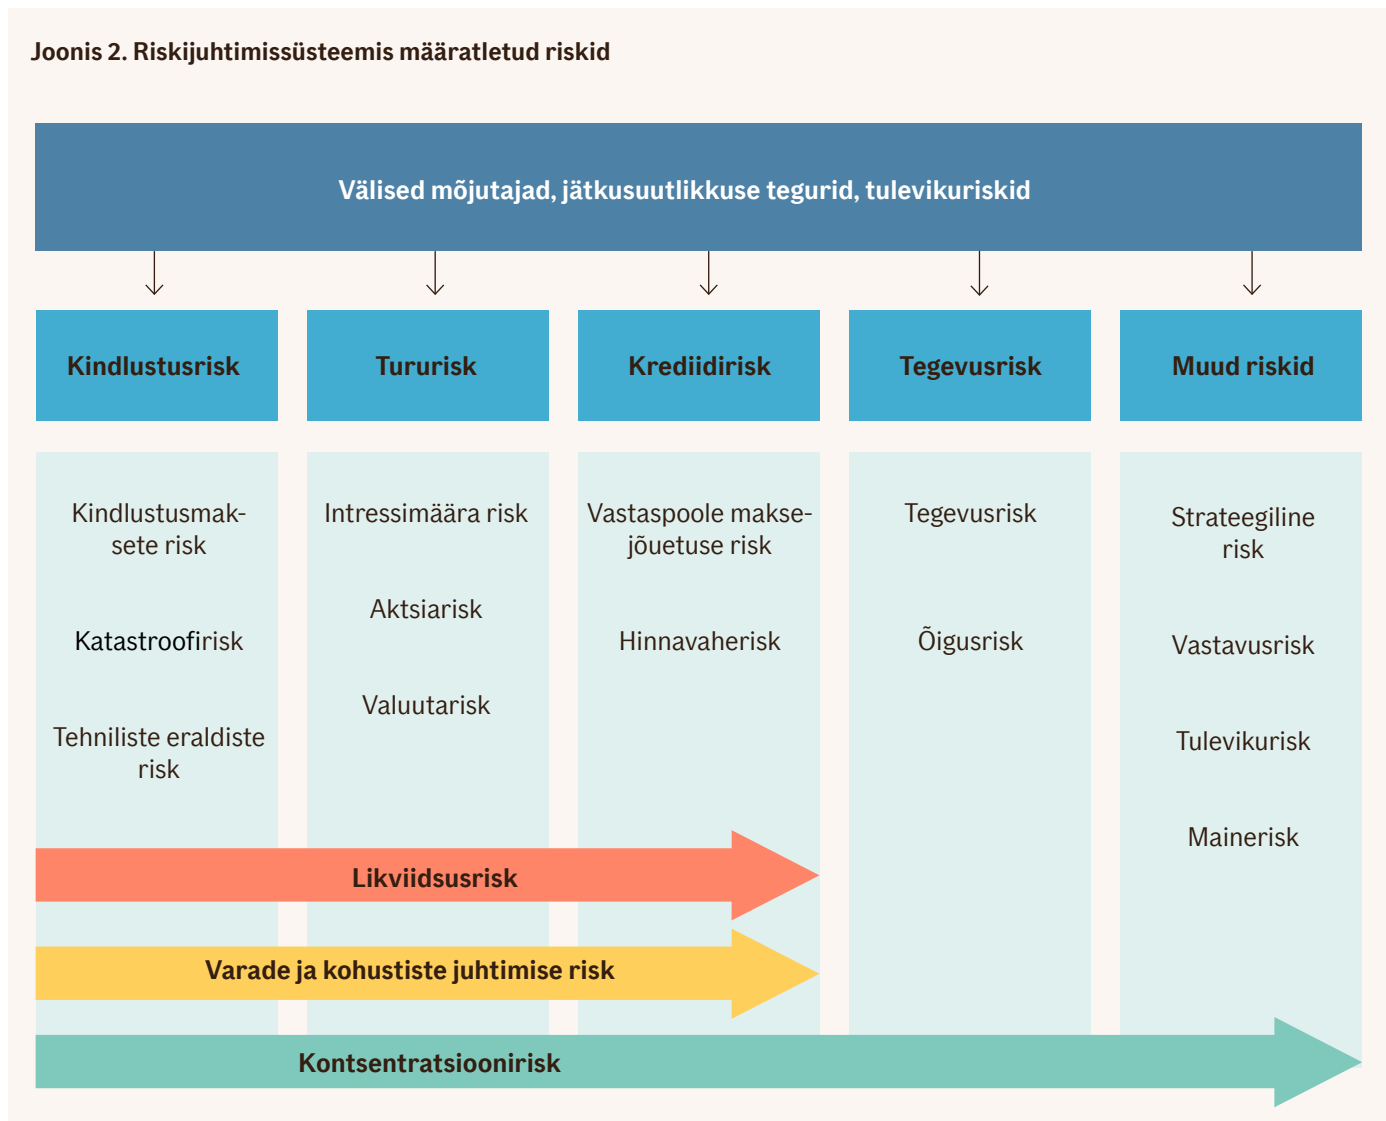 Joonis 2. Riskijuhtimissüsteemis määratletud riskid
Välised mõjutajad, jätkusuutlikkuse tegurid, tulevikuriskid
Kindlustusrisk
Tururisk
Krediidirisk
Tegevusrisk
Muud riskid
Kindlustusmak-
sete risk
Katastroofirisk
Tehniliste eraldiste
risk
Intressimäära risk
Aktsiarisk
Valuutarisk
Vastaspoole makse-
jõuetuse risk
Hinnavaherisk
Tegevusrisk
Õigusrisk
Strateegiline
risk
Vastavusrisk
Tulevikurisk
Mainerisk
Likviidsusrisk
Varade ja kohustiste juhtimise risk
Kontsentratsioonirisk